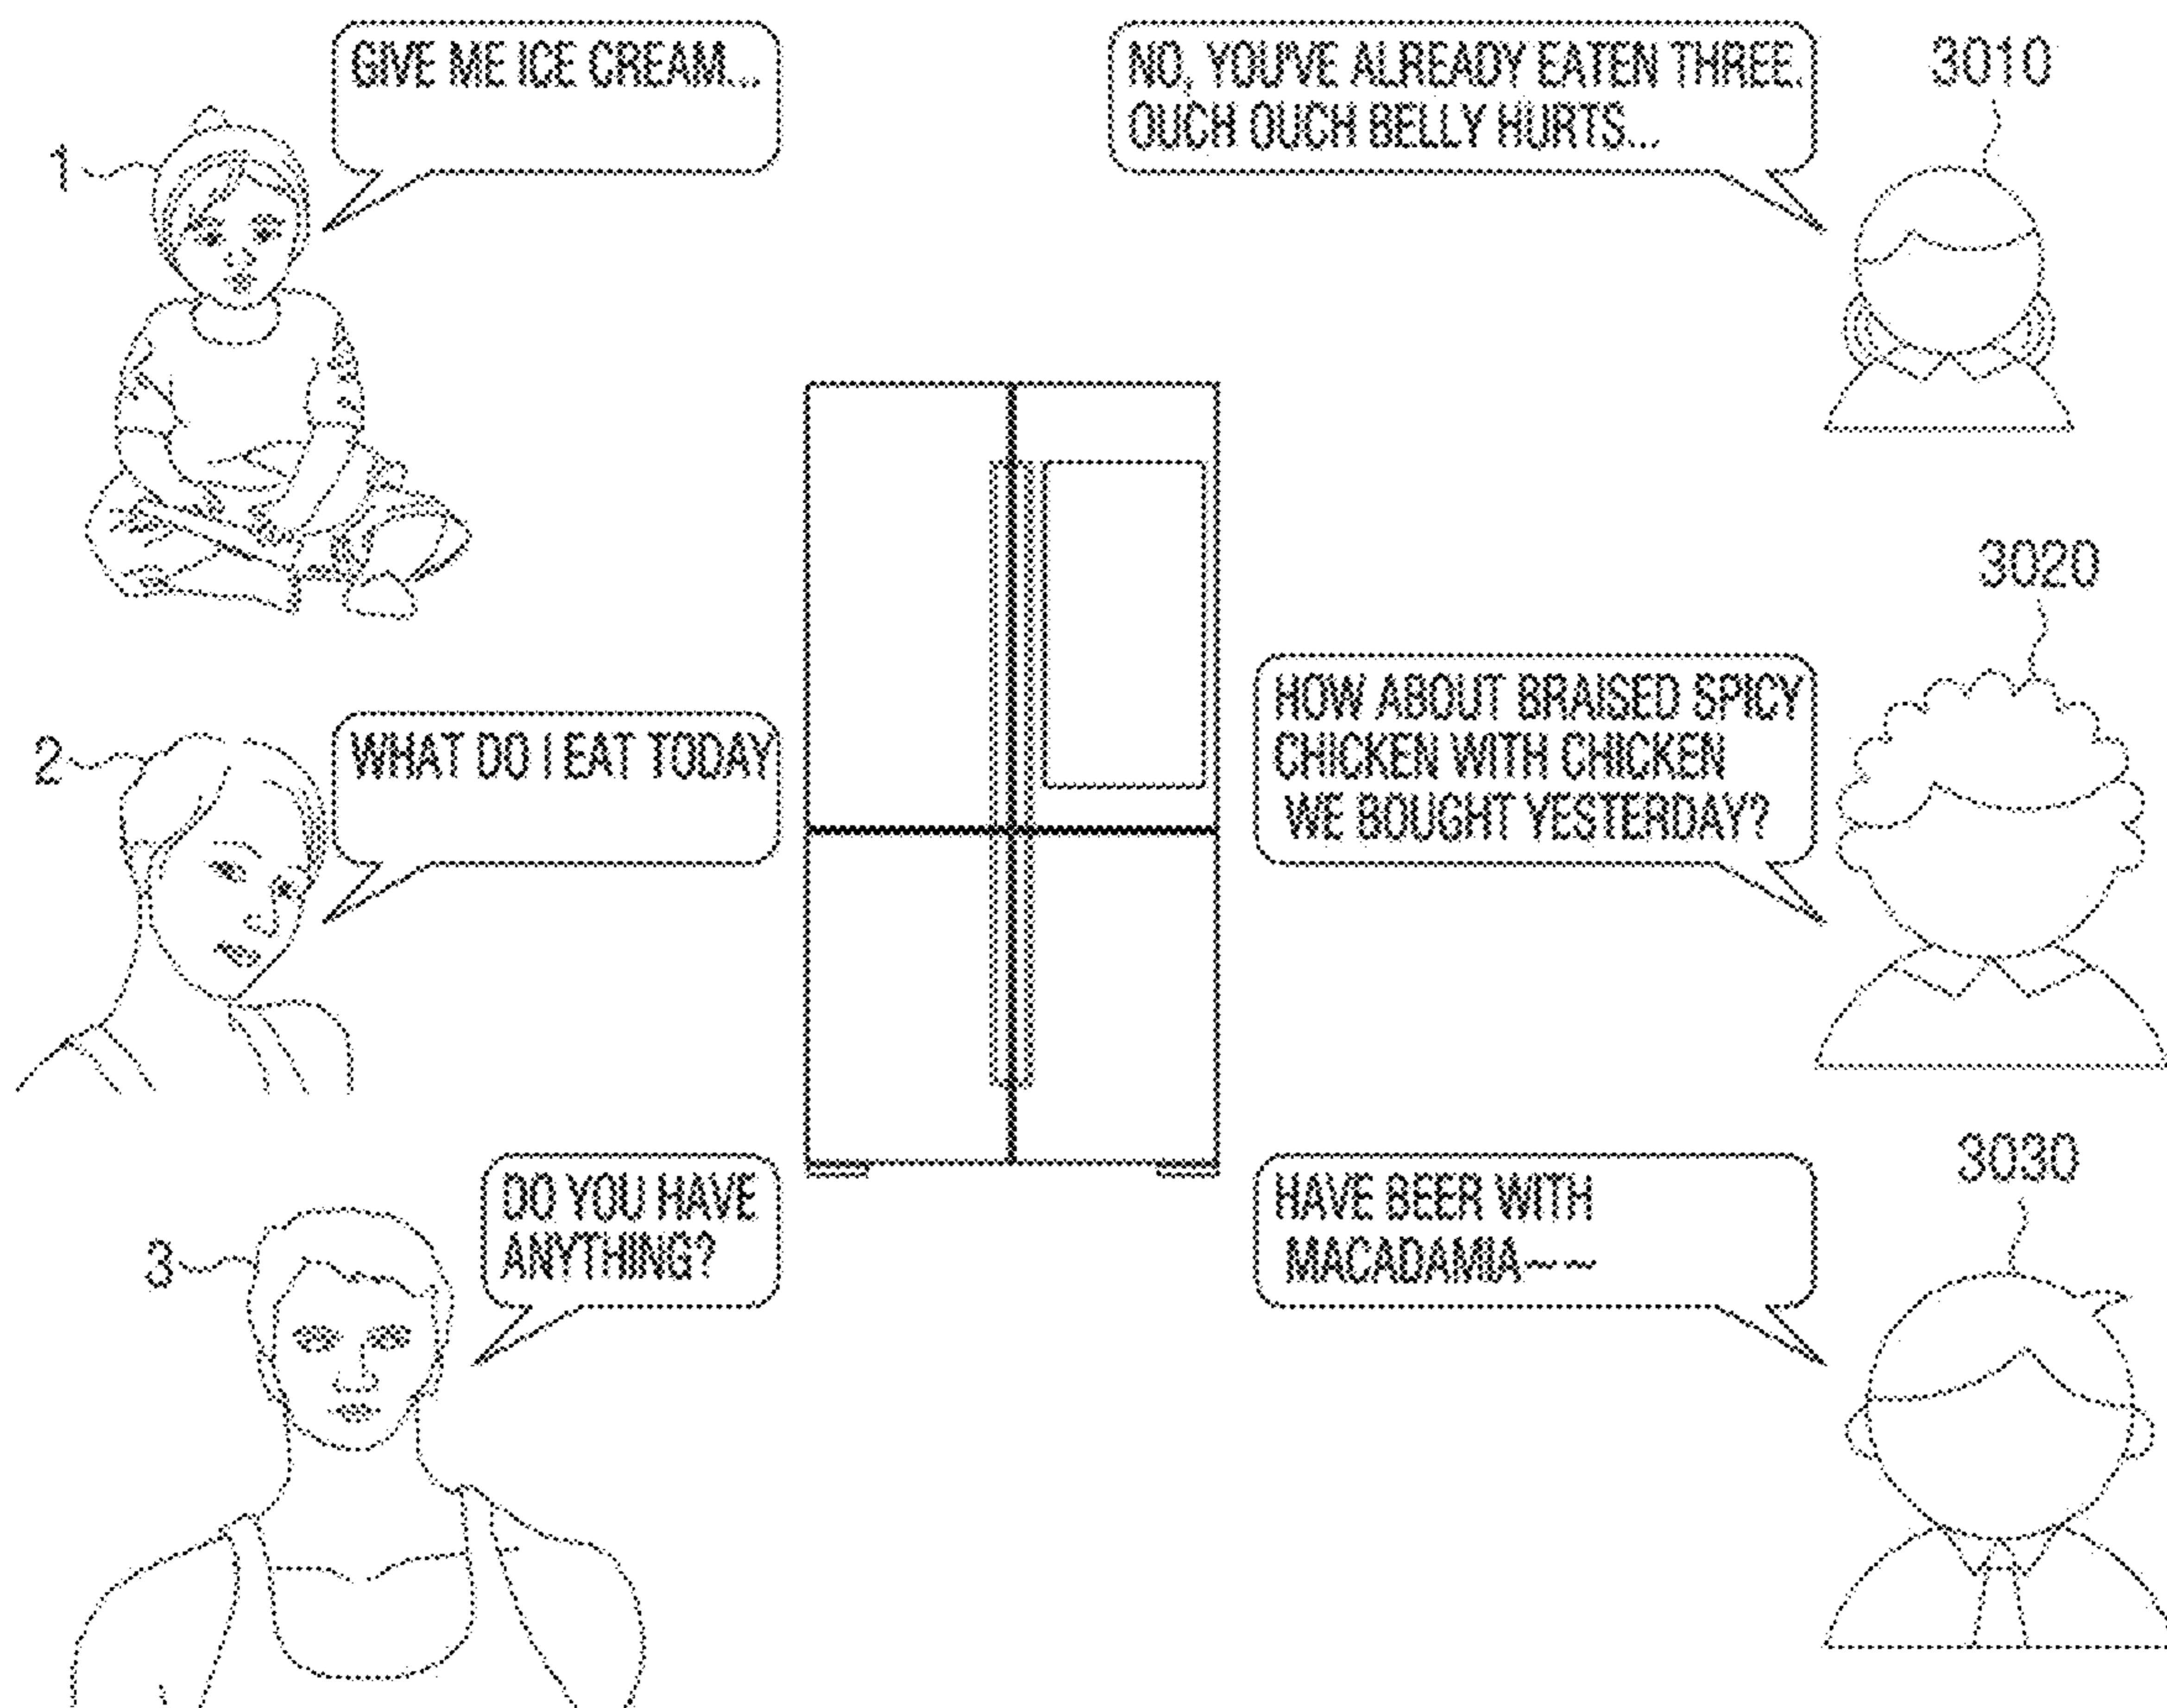 GIVE ME ICE CREAM...
NO, YOU'VE ALREADY EATEN THREE.
OUCH OUCH BELLY HURTS...
3010
1
3020
2
WHAT DO I EAT TODAY
HOW ABOUT BRAISED SPICY
CHICKEN WITH CHICKEN
WE BOUGHT YESTERDAY?
3030
3
DO YOU HAVE
ANYTHING?
HAVE BEER WITH
MACADAMIA~~